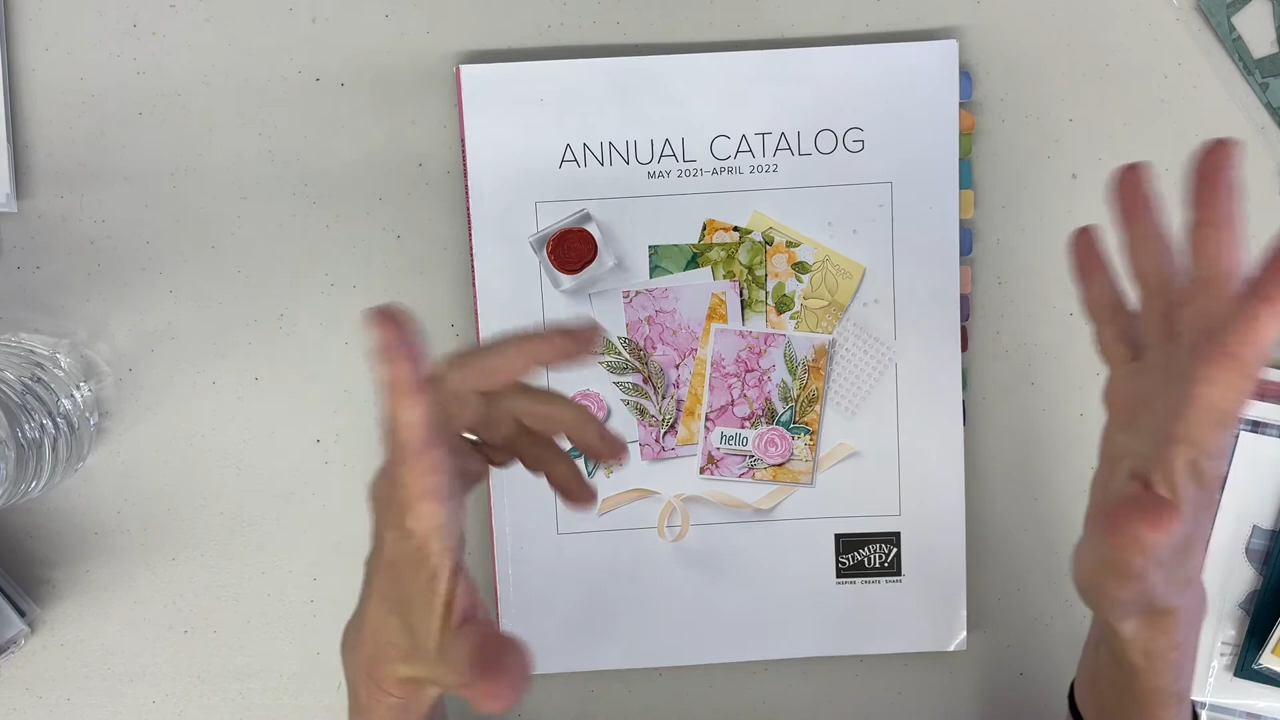 ANNUAL CATALOG
MAY 2021–APRIL 2022
hello
STAMPIN'
UP!
INSPIRE · CREATE · SHARE